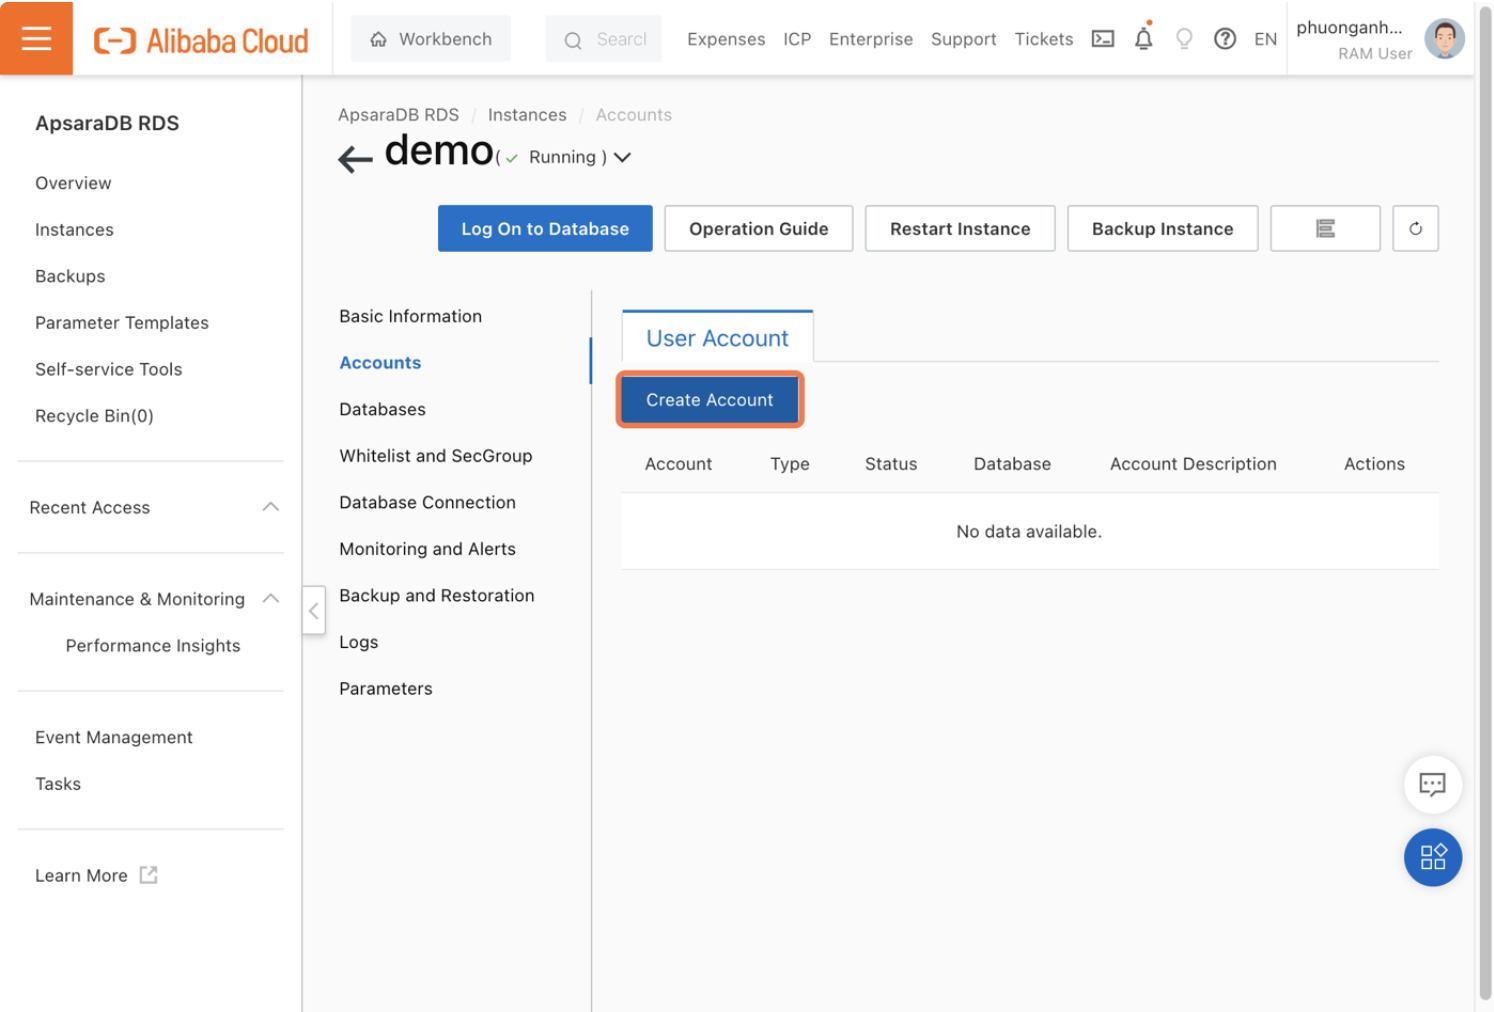 Alibaba Cloud
Workbench
Searcl
Expenses ICP Enterprise Support Tickets EN
phuonganh...
RAM User
ApsaraDB RDS
Overview
Instances
Backups
Parameter Templates
Self-service Tools
Recycle Bin(0)
Recent Access
Maintenance & Monitoring
Performance Insights
Event Management
Tasks
Learn More
ApsaraDB RDS / Instances / Accounts
demo ( Running )
Log On to Database Operation Guide Restart Instance Backup Instance
Basic Information
Accounts
Databases
Whitelist and SecGroup
Database Connection
Monitoring and Alerts
Backup and Restoration
Logs
Parameters
User Account
Create Account
Account Type Status Database Account Description Actions
No data available.